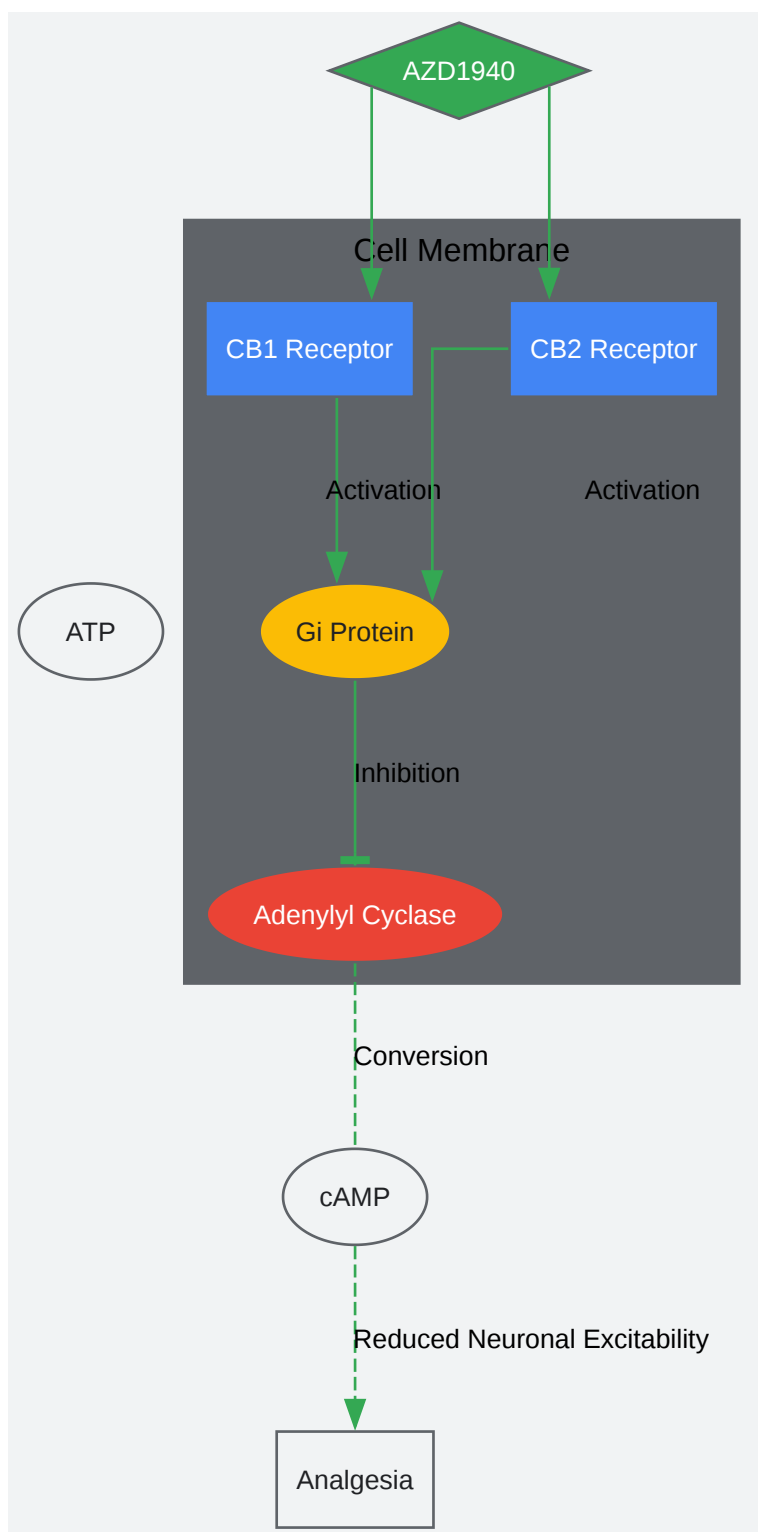 AZD1940
Cell Membrane
CB1 Receptor
CB2 Receptor
Activation
Activation
ATP
Gi Protein
Inhibition
Adenylyl Cyclase
Conversion
cAMP
Reduced Neuronal Excitability
Analgesia